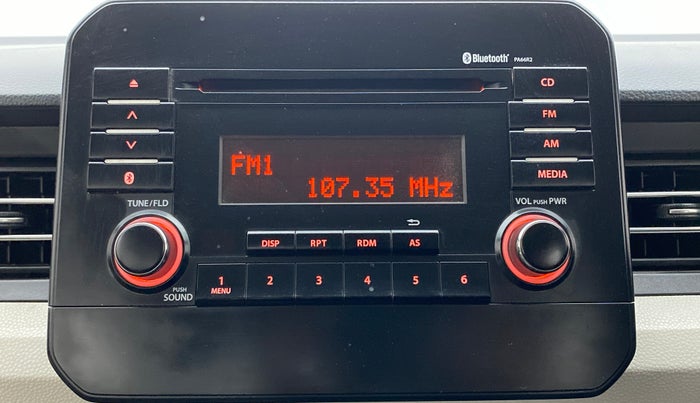 Bluetooth® PA66R2
CD
FM
AM
MEDIA
FM1
107.35 MHz
TUNE/FLD
VOL PUSH PWR
DISP RPT RDM AS
PUSH
SOUND
1 2 3 4 5 6
MENU